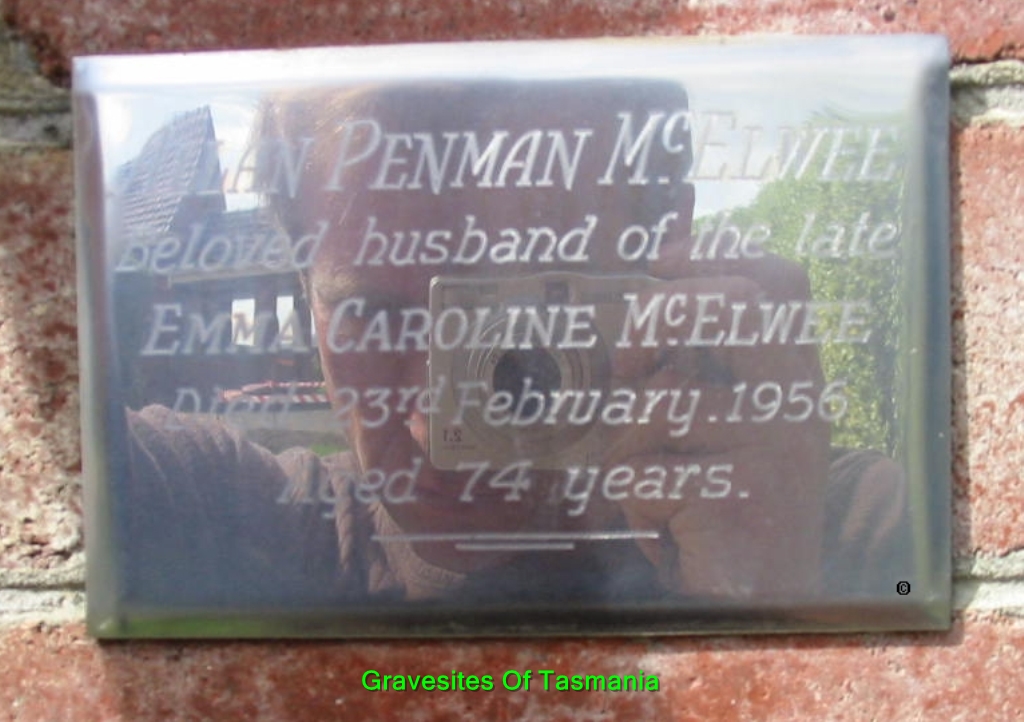 PENMAN McELWEE
Beloved husband of the late
EMMA CAROLINE McELWEE
Died 23rd February. 1956
Aged 74 years.
©
Gravesites Of Tasmania